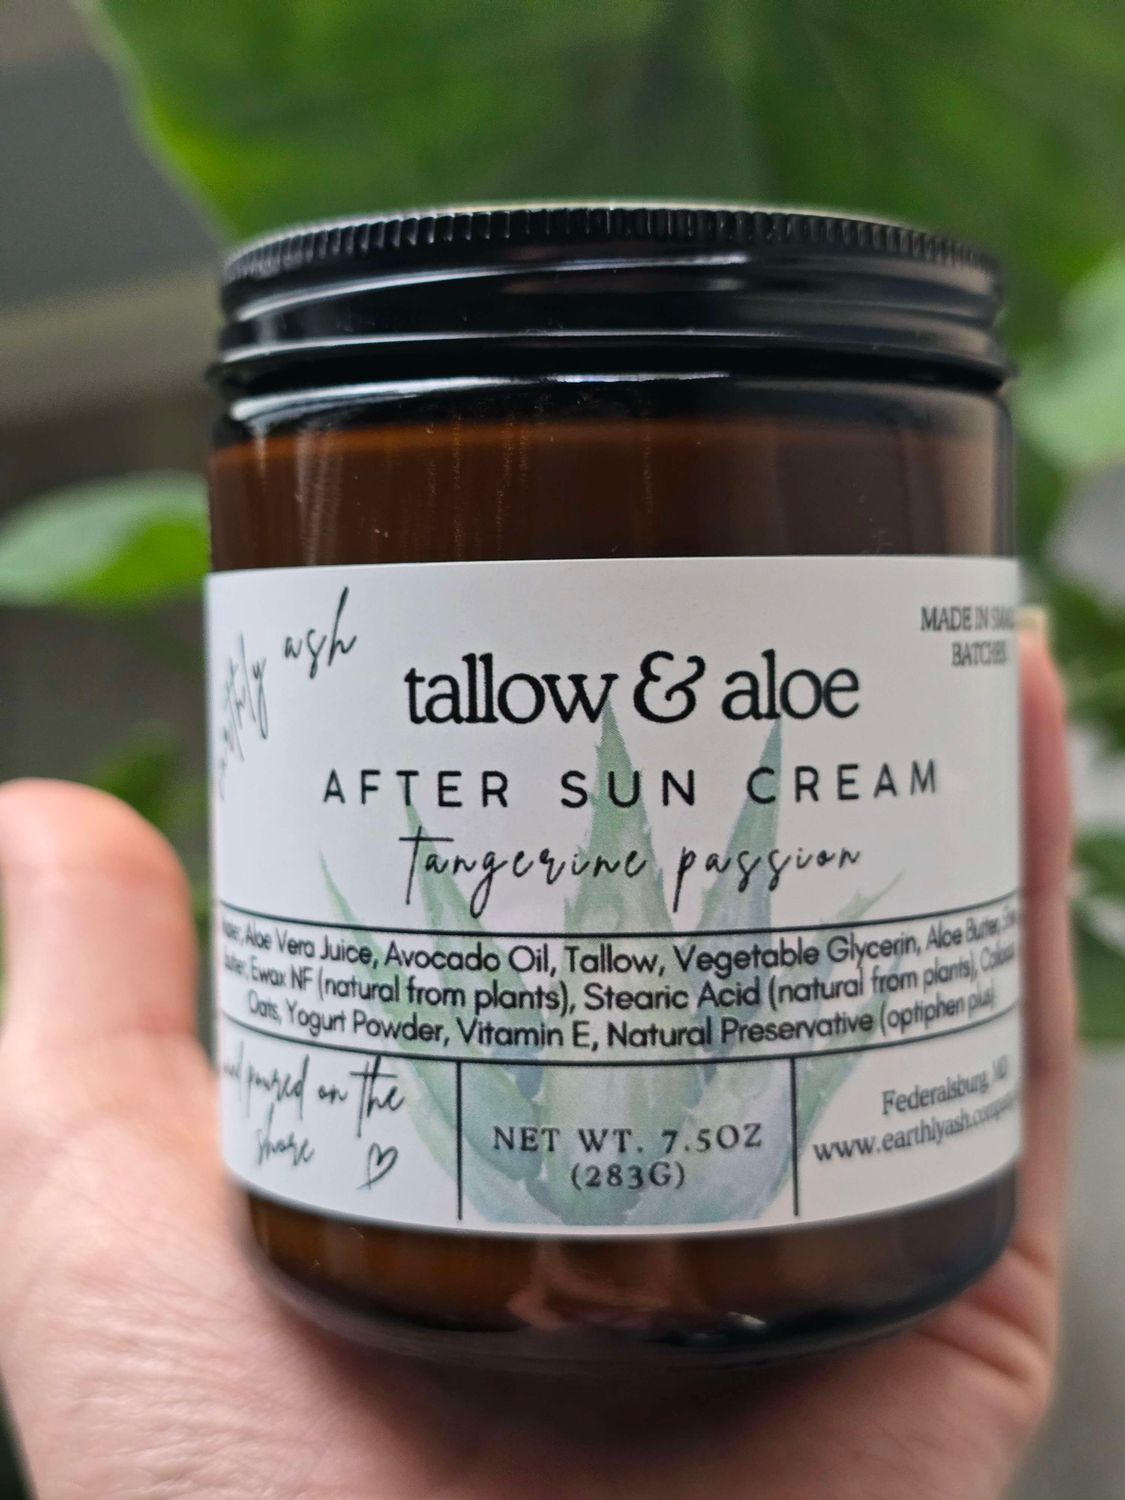 earthly ash
MADE IN SMALL
BATCHES
tallow & aloe
AFTER SUN CREAM
tangerine passion
Water, Aloe Vera Juice, Avocado Oil, Tallow, Vegetable Glycerin, Aloe Butter,
Butter, Ewax NF (natural from plants), Stearic Acid (natural from plants),
Oats, Yogurt Powder, Vitamin E, Natural Preservative (optiphen plus)
poured on the
shore
NET WT. 7.5OZ
(283G)
Federalsburg, MD
www.earthlyash.company